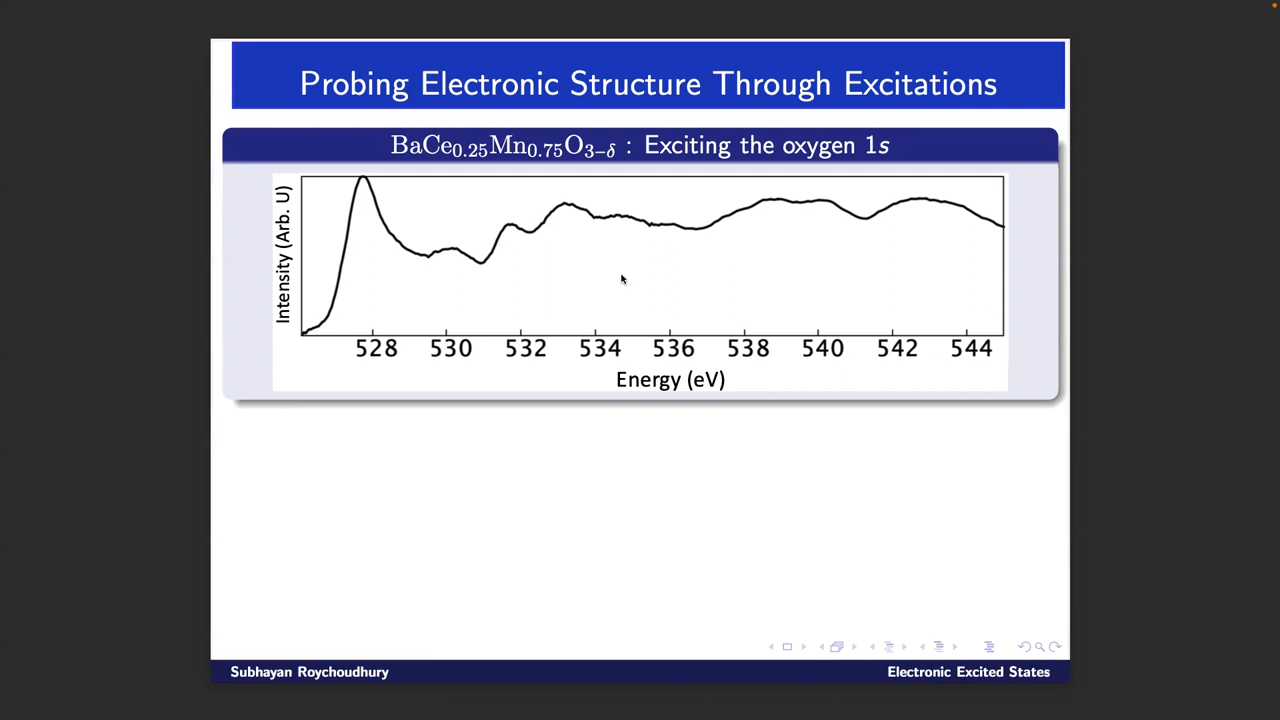 Probing Electronic Structure Through Excitations
BaCe0.25Mn0.75O3−δ : Exciting the oxygen 1s
Intensity (Arb. U)
528 530 532 534 536 538 540 542 544
Energy (eV)
Subhayan Roychoudhury Electronic Excited States